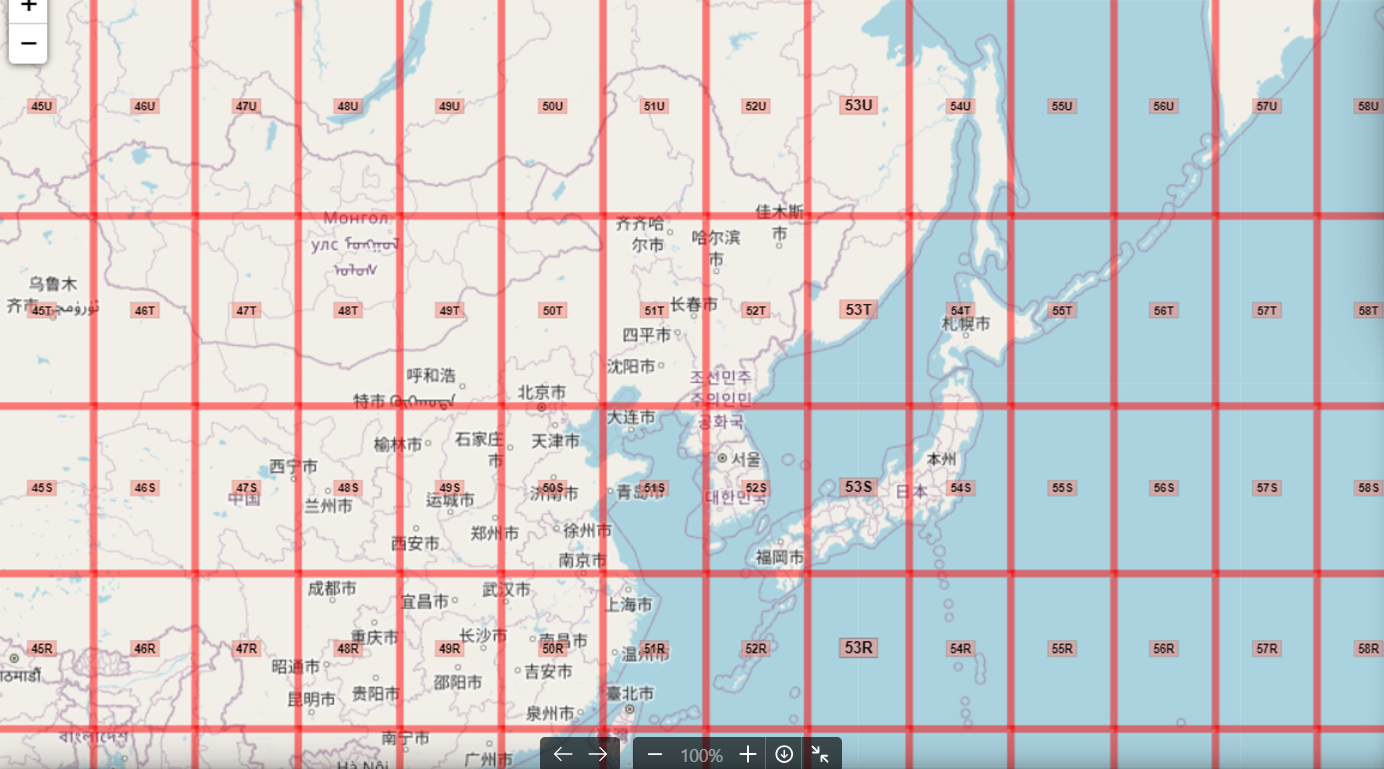 +
−
45U 46U 47U 48U 49U 50U 51U 52U 53U 54U 55U 56U 57U 58U
Монгол
улс
齐齐哈
尔市
佳木斯
市
哈尔滨
市
乌鲁木
齐市
45T 46T 47T 48T 49T 50T 51T 52T 53T 54T 55T 56T 57T 58T
长春市
札幌市
四平市
沈阳市
呼和浩
特市
北京市
조선민주
주의인민
공화국
大连市
榆林市
石家庄
市
天津市
서울
本州
西宁市
中国
45S 46S 47S 48S 49S 50S 51S 52S 53S 54S 55S 56S 57S 58S
兰州市
运城市
济南市
青岛市
대한민국
日本
西安市
郑州市
徐州市
南京市
福岡市
成都市
宜昌市
武汉市
上海市
重庆市
长沙市
南昌市
45R 46R 47R 48R 49R 50R 51R 52R 53R 54R 55R 56R 57R 58R
温州市
昭通市
昆明市
贵阳市
邵阳市
吉安市
臺北市
泉州市
বাংলাদেশ
南宁市
广州市
Hà Nội
100%